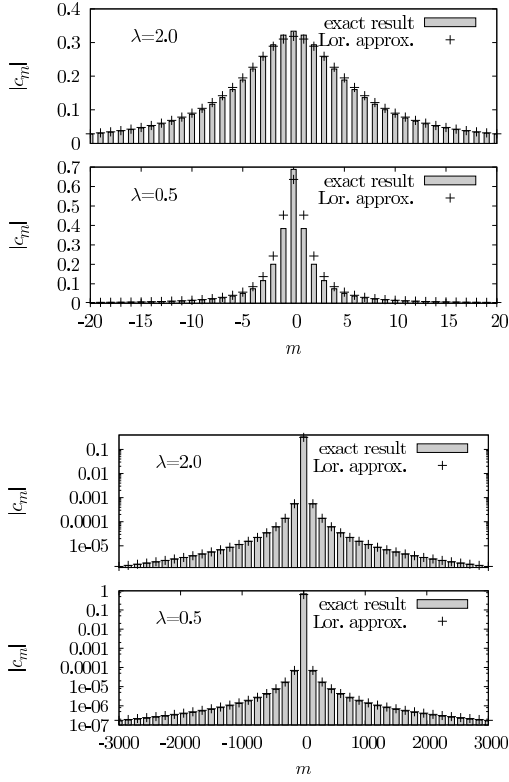 0.4
0.3
0.2
0.1
0
|cₘ|
λ=2.0
exact result
Lor. approx.
0.7
0.6
0.5
0.4
0.3
0.2
0.1
0
|cₘ|
λ=0.5
exact result
Lor. approx.
-20 -15 -10 -5 0 5 10 15 20
m
0.1
0.01
0.001
0.0001
1e-05
|cₘ|
λ=2.0
exact result
Lor. approx.
1
0.1
0.01
0.001
0.0001
1e-05
1e-06
1e-07
|cₘ|
λ=0.5
exact result
Lor. approx.
-3000 -2000 -1000 0 1000 2000 3000
m